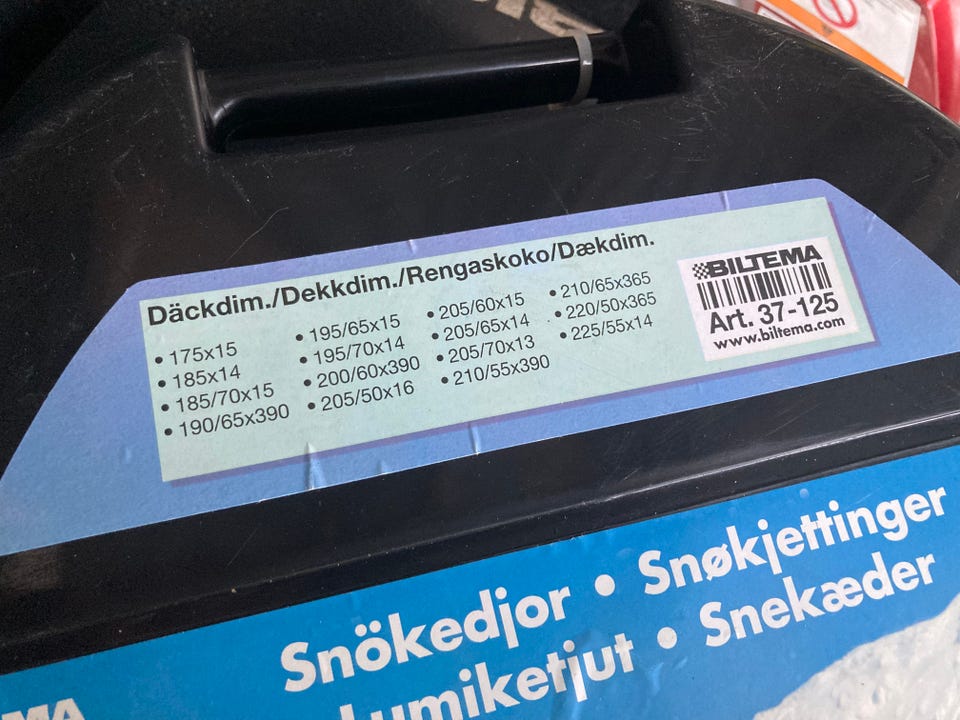 Däckdim./Dekkdim./Rengaskoko/Dækdim.
• 175x15
• 185x14
• 185/70x15
• 190/65x390
• 195/65x15
• 195/70x14
• 200/60x390
• 205/50x16
• 205/60x15
• 205/65x14
• 205/70x13
• 210/55x390
• 210/65x365
• 220/50x365
• 225/55x14
BILTEMA
Art. 37-125
www.biltema.com
Snökedjor • Snøkjettinger
Lumiketjut • Snekæder